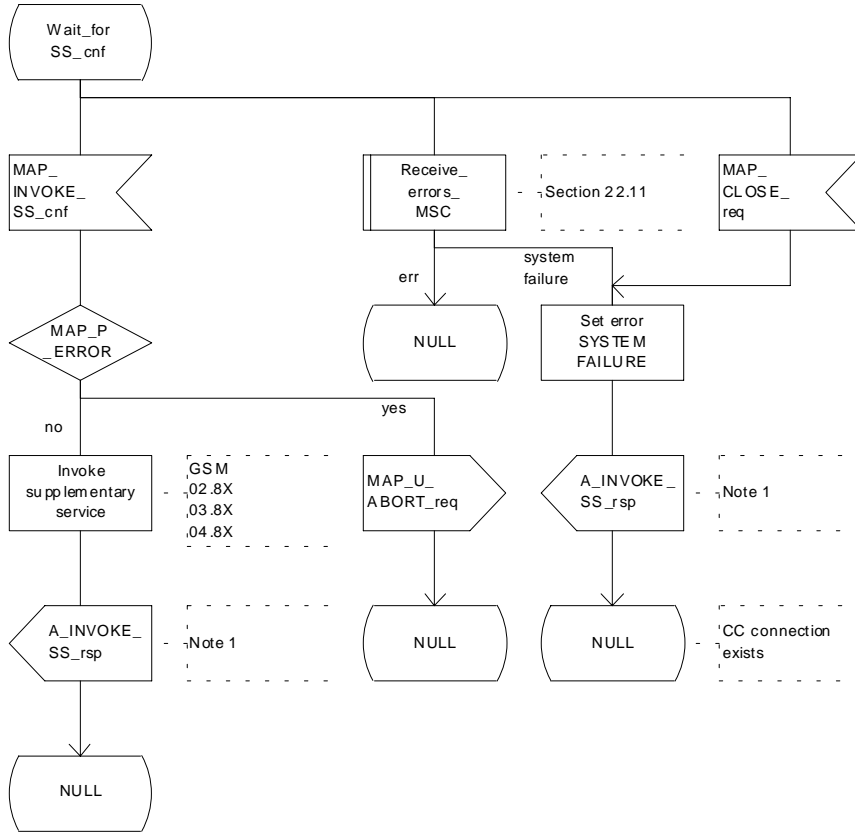 Wait_for
SS_cnf
MAP_
INVOKE_
SS_cnf
Receive_
errors_
MSC
Section 22.11
MAP_
CLOSE_
req
system
failure
err
MAP_P
_ERROR
NULL
Set error
SYSTEM
FAILURE
no
yes
Invoke
supplementary
service
GSM
02.8X
03.8X
04.8X
MAP_U_
ABORT_req
A_INVOKE_
SS_rsp
Note 1
A_INVOKE_
SS_rsp
Note 1
NULL
NULL
CC connection
exists
NULL